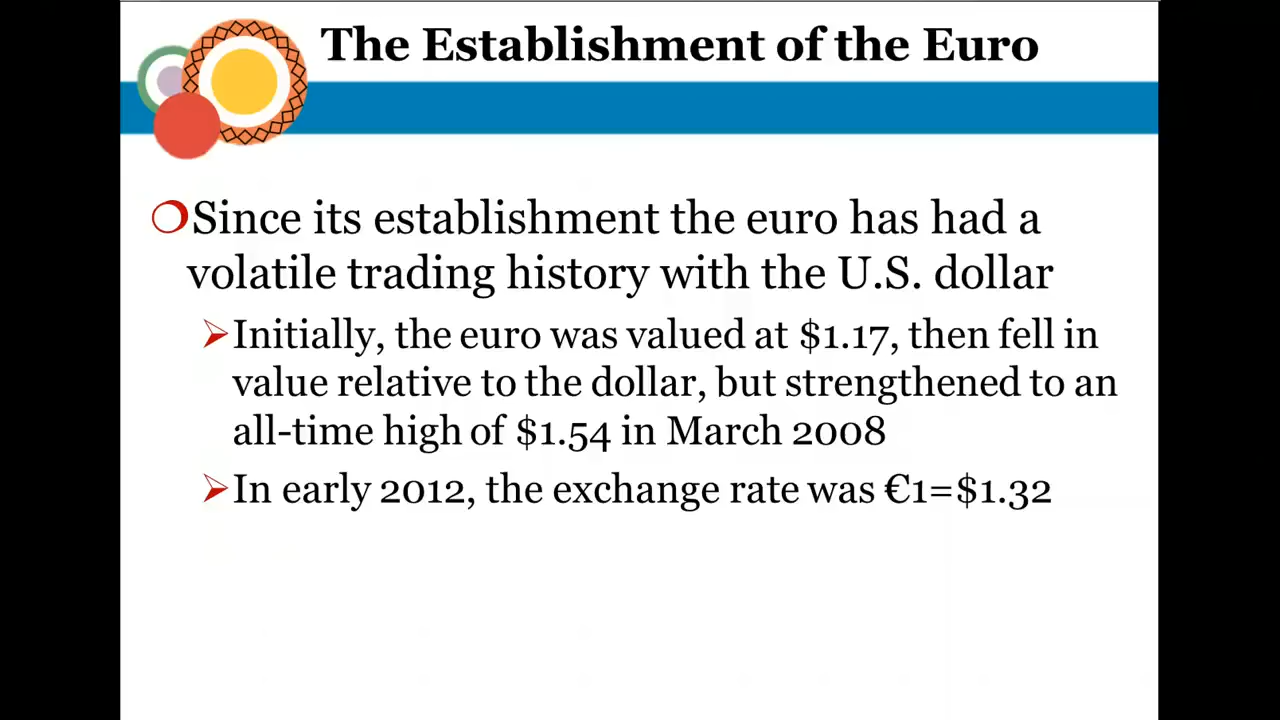 The Establishment of the Euro
Since its establishment the euro has had a
volatile trading history with the U.S. dollar
Initially, the euro was valued at $1.17, then fell in
value relative to the dollar, but strengthened to an
all-time high of $1.54 in March 2008
In early 2012, the exchange rate was €1=$1.32